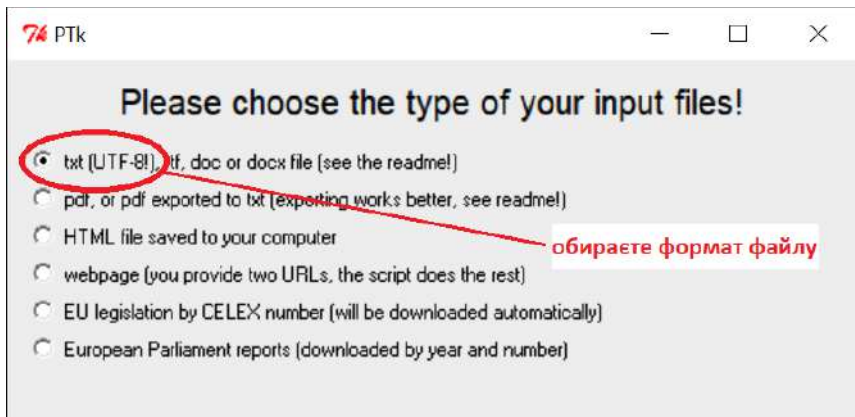 PTk
Please choose the type of your input files!
txt (UTF-8!), rtf, doc or docx file (see the readme!)
pdf, or pdf exported to txt (exporting works better, see readme!)
HTML file saved to your computer
обираєте формат файлу
webpage (you provide two URLs, the script does the rest)
EU legislation by CELEX number (will be downloaded automatically)
European Parliament reports (downloaded by year and number)